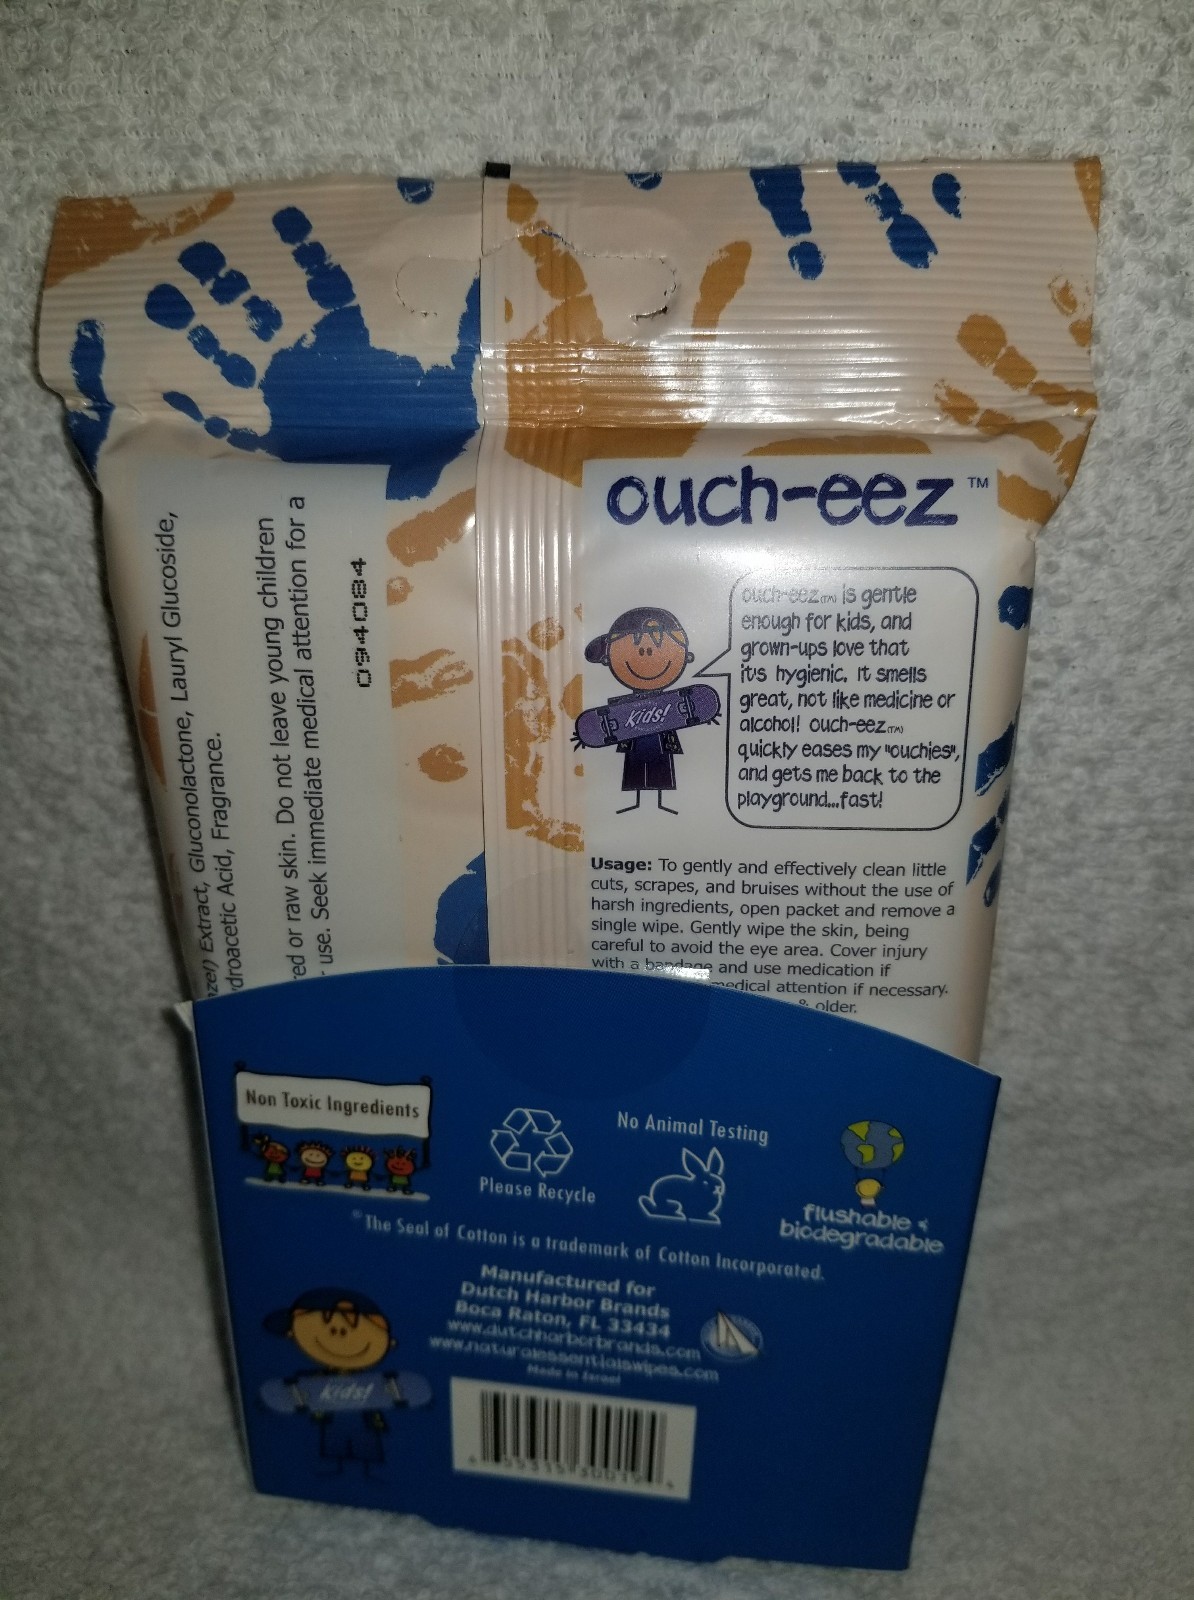 zel) Extract, Gluconolactone, Lauryl Glucoside,
droacetic Acid, Fragrance.
red or raw skin. Do not leave young children
use. Seek immediate medical attention for a
094084
ouch-eez™
ouch-eez(TM) is gentle
enough for kids, and
grown-ups love that
it's hygienic. It smells
great, not like medicine or
alcohol! ouch-eez(TM)
quickly eases my "ouchies",
and gets me back to the
playground...fast!
Kids!
Usage: To gently and effectively clean little
cuts, scrapes, and bruises without the use of
harsh ingredients, open packet and remove a
single wipe. Gently wipe the skin, being
careful to avoid the eye area. Cover injury
with a bandage and use medication if
medical attention if necessary.
& older.
Non Toxic Ingredients
Please Recycle
No Animal Testing
flushable &
biodegradable
®The Seal of Cotton is a trademark of Cotton Incorporated.
Manufactured for
Dutch Harbor Brands
Boca Raton, FL 33434
www.dutchharborbrands.com
www.naturalessentialswipes.com
Made in Israel
Kids!